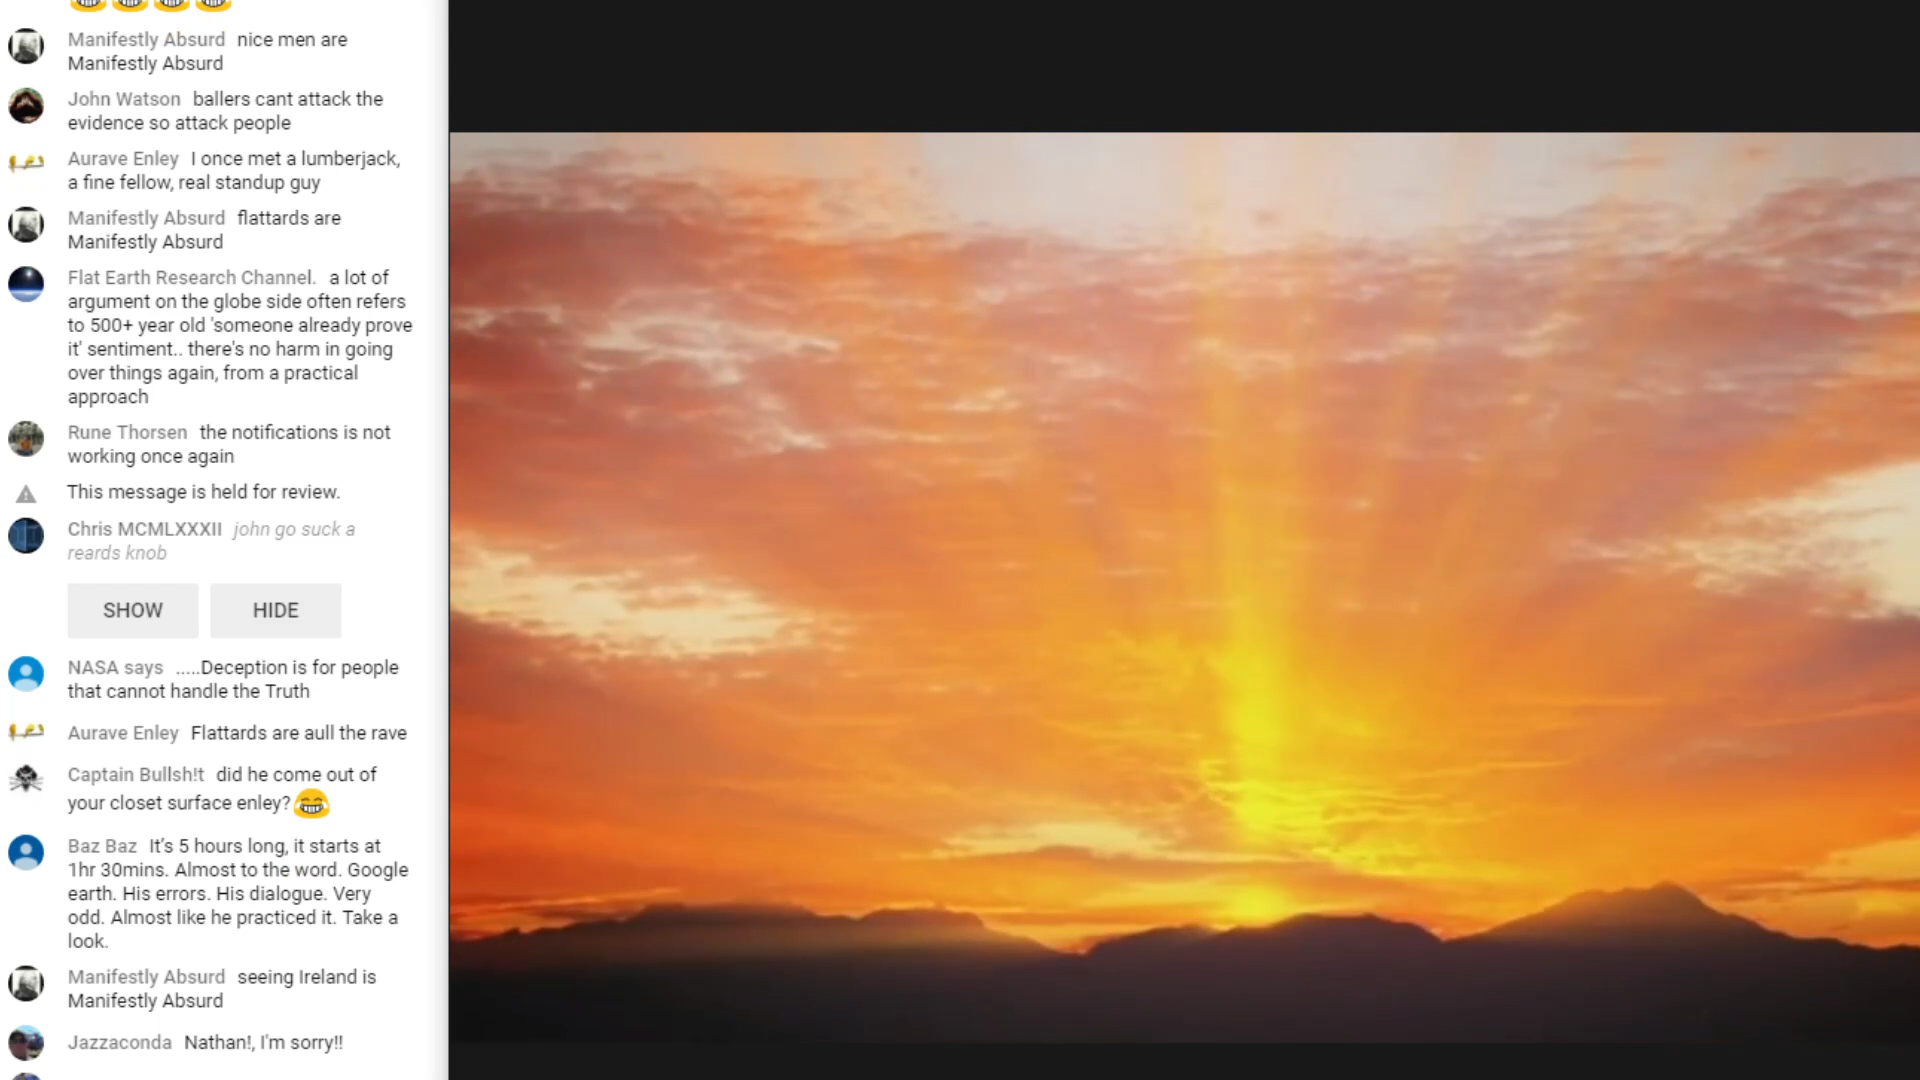 Manifestly Absurd nice men are
Manifestly Absurd
John Watson ballers cant attack the
evidence so attack people
Aurave Enley I once met a lumberjack,
a fine fellow, real standup guy
Manifestly Absurd flattards are
Manifestly Absurd
Flat Earth Research Channel. a lot of
argument on the globe side often refers
to 500+ year old 'someone already prove
it' sentiment.. there's no harm in going
over things again, from a practical
approach
Rune Thorsen the notifications is not
working once again
This message is held for review.
Chris MCMLXXXII john go suck a
reards knob
SHOW HIDE
NASA says .....Deception is for people
that cannot handle the Truth
Aurave Enley Flattards are aull the rave
Captain Bullsh!t did he come out of
your closet surface enley?
Baz Baz It's 5 hours long, it starts at
1hr 30mins. Almost to the word. Google
earth. His errors. His dialogue. Very
odd. Almost like he practiced it. Take a
look.
Manifestly Absurd seeing Ireland is
Manifestly Absurd
Jazzaconda Nathan!, I'm sorry!!